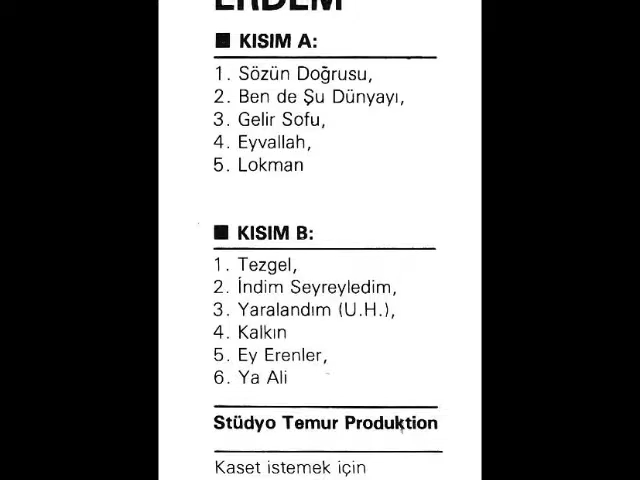 ERDEM
■ KISIM A:
1. Sözün Doğrusu,
2. Ben de Şu Dünyayı,
3. Gelir Sofu,
4. Eyvallah,
5. Lokman
■ KISIM B:
1. Tezgel,
2. İndim Seyreyledim,
3. Yaralandım (U.H.),
4. Kalkın
5. Ey Erenler,
6. Ya Ali
Stüdyo Temur Produktion
Kaset istemek için